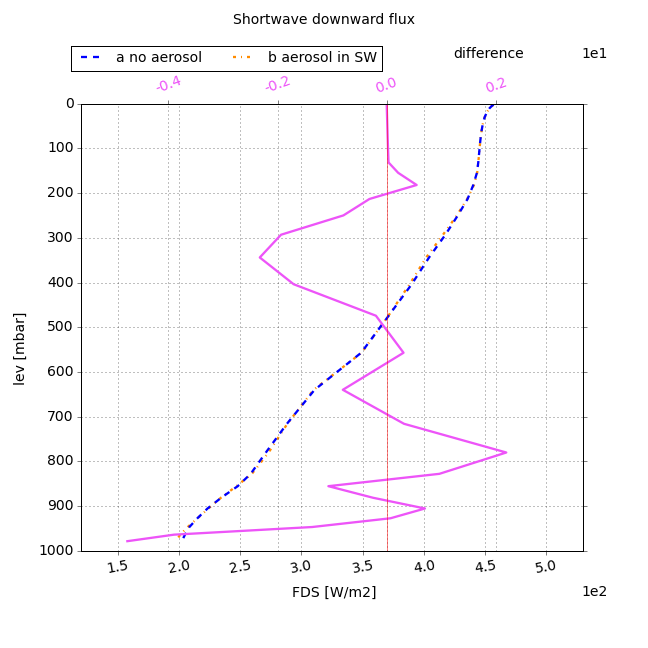 Shortwave downward flux
a no aerosol b aerosol in SW
difference 1e1
-0.4 -0.2 0.0 0.2
0
100
200
300
400
500
600
700
800
900
1000
lev [mbar]
1.5 2.0 2.5 3.0 3.5 4.0 4.5 5.0
FDS [W/m2] 1e2